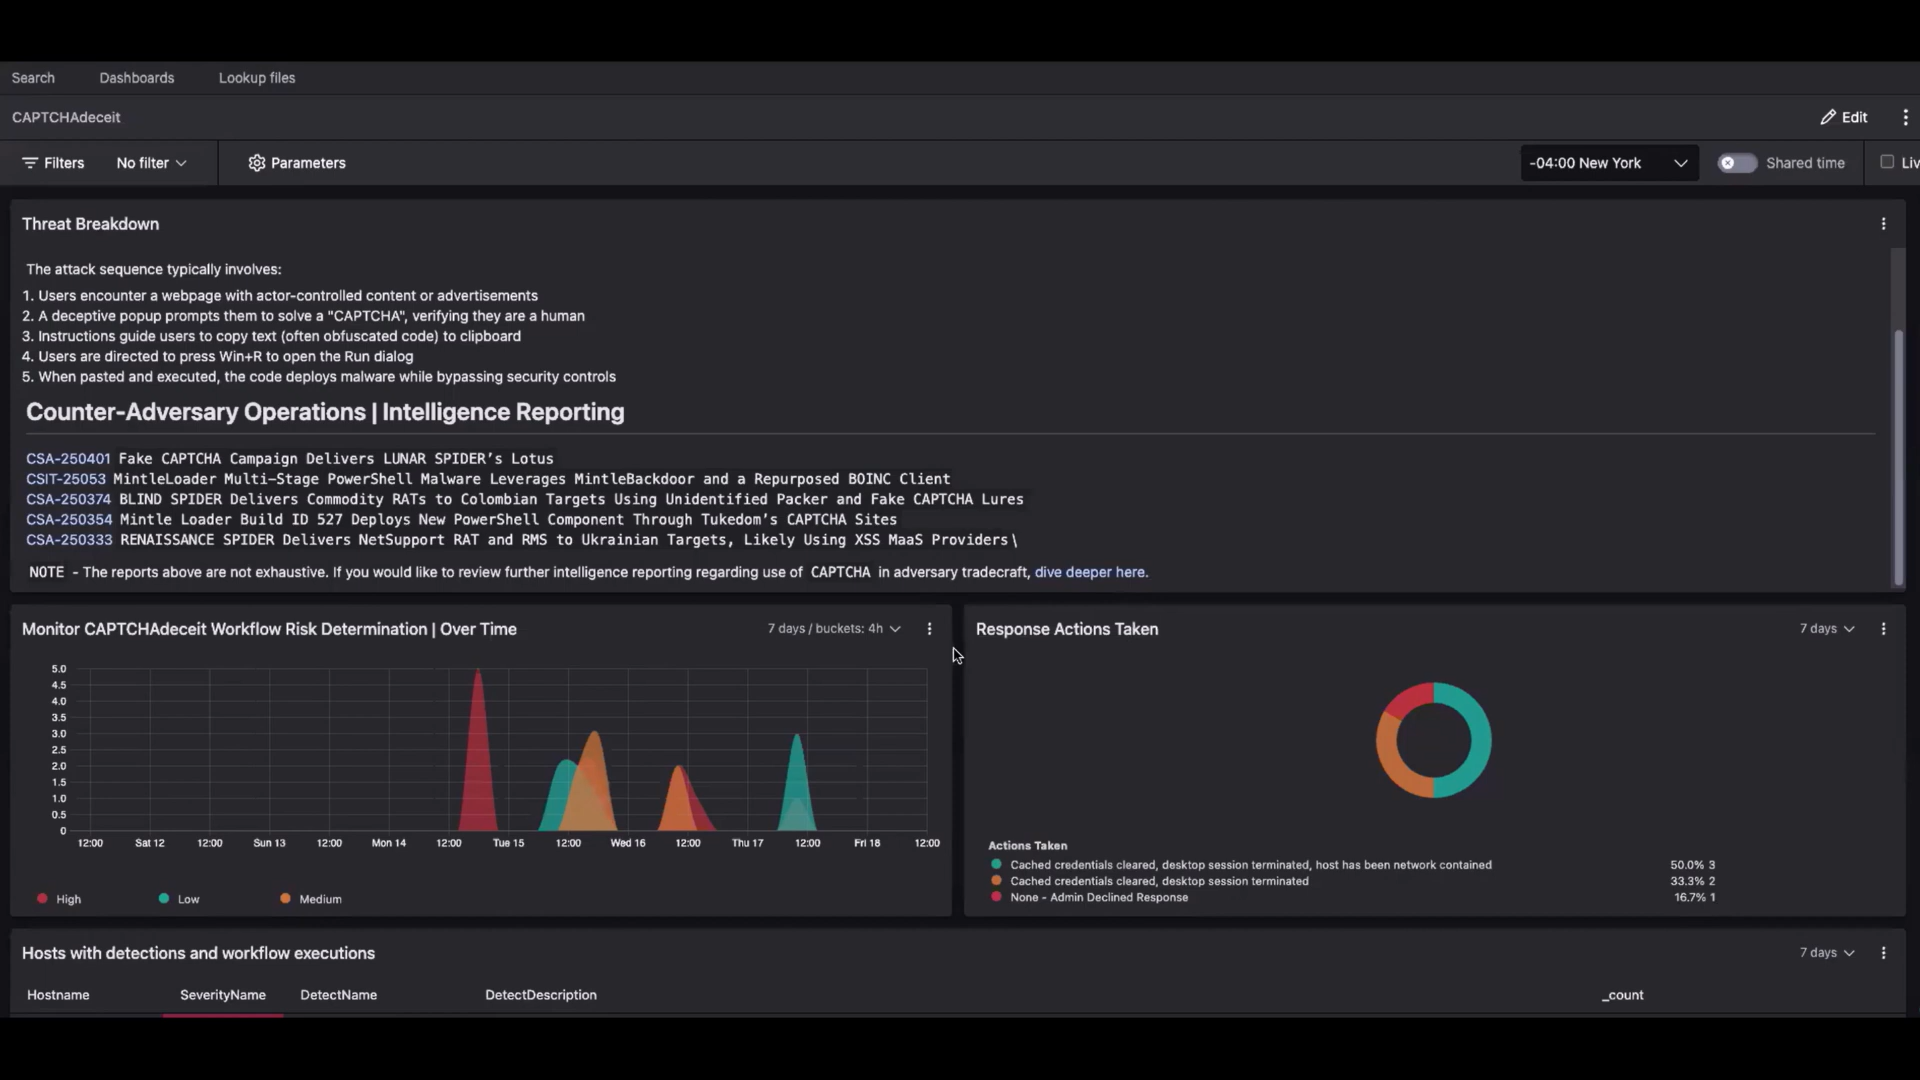 Search Dashboards Lookup files
CAPTCHAdeceit Edit
Filters No filter Parameters -04:00 New York Shared time Liv
Threat Breakdown
The attack sequence typically involves:
1. Users encounter a webpage with actor-controlled content or advertisements
2. A deceptive popup prompts them to solve a "CAPTCHA", verifying they are a human
3. Instructions guide users to copy text (often obfuscated code) to clipboard
4. Users are directed to press Win+R to open the Run dialog
5. When pasted and executed, the code deploys malware while bypassing security controls
Counter-Adversary Operations | Intelligence Reporting
CSA-250401 Fake CAPTCHA Campaign Delivers LUNAR SPIDER’s Lotus
CSIT-25053 MintleLoader Multi-Stage PowerShell Malware Leverages MintleBackdoor and a Repurposed BOINC Client
CSA-250374 BLIND SPIDER Delivers Commodity RATs to Colombian Targets Using Unidentified Packer and Fake CAPTCHA Lures
CSA-250354 Mintle Loader Build ID 527 Deploys New PowerShell Component Through Tukedom’s CAPTCHA Sites
CSA-250333 RENAISSANCE SPIDER Delivers NetSupport RAT and RMS to Ukrainian Targets, Likely Using XSS MaaS Providers\
NOTE - The reports above are not exhaustive. If you would like to review further intelligence reporting regarding use of CAPTCHA in adversary tradecraft, dive deeper here.
Monitor CAPTCHAdeceit Workflow Risk Determination | Over Time 7 days / buckets: 4h
5.0
4.5
4.0
3.5
3.0
2.5
2.0
1.5
1.0
0.5
0
12:00 Sat 12 12:00 Sun 13 12:00 Mon 14 12:00 Tue 15 12:00 Wed 16 12:00 Thu 17 12:00 Fri 18 12:00
High Low Medium
Response Actions Taken 7 days
Actions Taken
Cached credentials cleared, desktop session terminated, host has been network contained 50.0% 3
Cached credentials cleared, desktop session terminated 33.3% 2
None - Admin Declined Response 16.7% 1
Hosts with detections and workflow executions 7 days
Hostname SeverityName DetectName DetectDescription _count